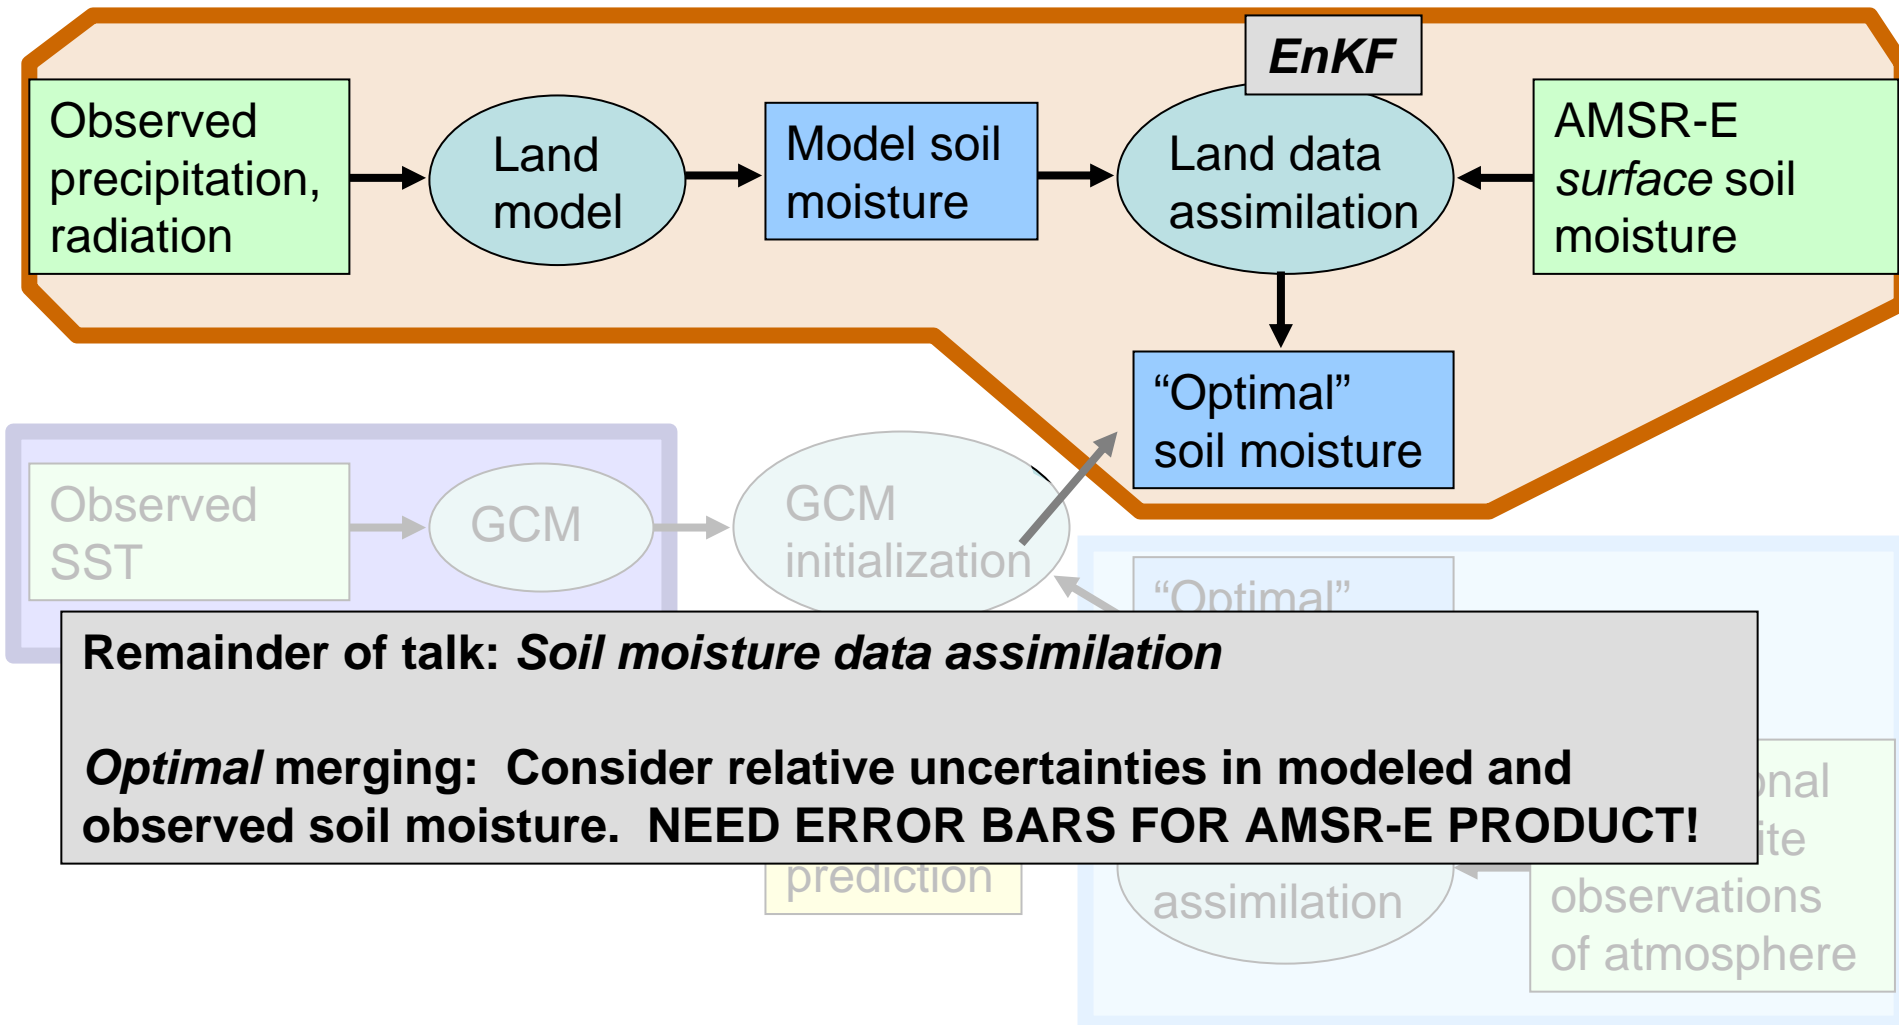 EnKF
Observed
precipitation,
radiation
Land
model
Model soil
moisture
Land data
assimilation
AMSR-E
surface soil
moisture
“Optimal”
soil moisture
Observed
SST
GCM
GCM
initialization
“Optimal”
Remainder of talk: Soil moisture data assimilation
Optimal merging: Consider relative uncertainties in modeled and
observed soil moisture. NEED ERROR BARS FOR AMSR-E PRODUCT!
prediction
assimilation
observations
of atmosphere